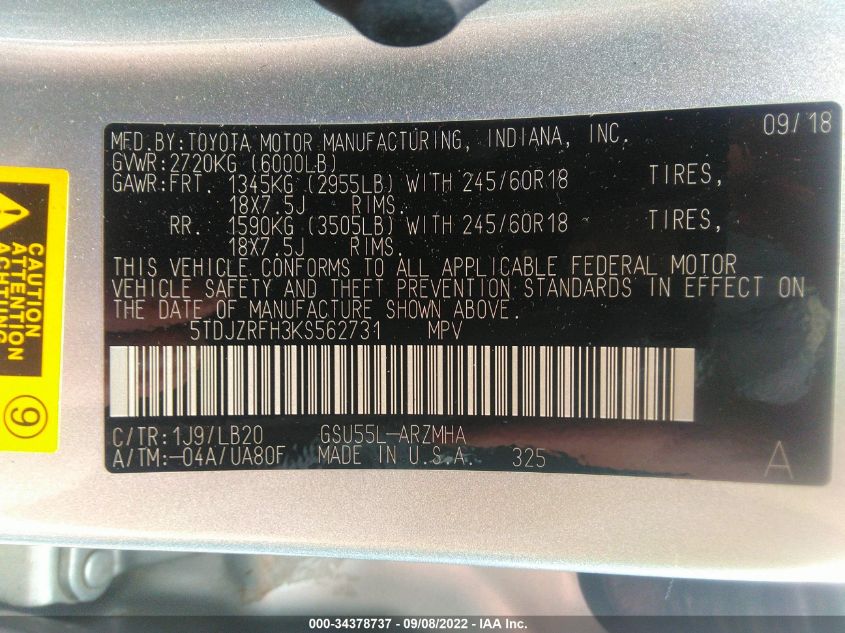 MFD.BY:TOYOTA MOTOR MANUFACTURING, INDIANA, INC. 09/18
GVWR:2720KG (6000LB)
GAWR:FRT. 1345KG (2955LB) WITH 245/60R18 TIRES,
18X7.5J RIMS.
RR. 1590KG (3505LB) WITH 245/60R18 TIRES,
18X7.5J RIMS.
THIS VEHICLE CONFORMS TO ALL APPLICABLE FEDERAL MOTOR
VEHICLE SAFETY AND THEFT PREVENTION STANDARDS IN EFFECT ON
THE DATE OF MANUFACTURE SHOWN ABOVE.
5TDJZRFH3KS562731 MPV
C/TR:1J9/LB20 GSU55L-ARZMHA
A/TM:-04A/UA80F MADE IN U.S.A. 325 A
CAUTION
ATTENTION
ACHTUNG
9
000-34378737 - 09/08/2022 - IAA Inc.